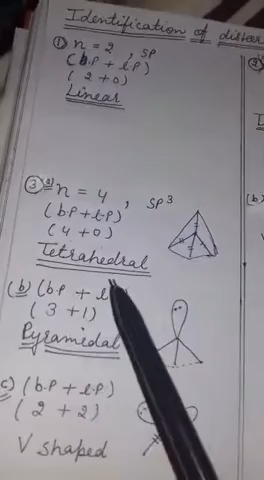 Identification of distor
① n = 2 , sp
(b.p + l.p)
( 2 + 0 )
Linear
③ (a) n = 4 , sp³
(b.p + l.p)
( 4 + 0 )
Tetrahedral
(b) (b.p + l
( 3 + 1 )
Pyramidal
c) (b.p + l.p)
( 2 + 2 )
V shaped
(b)